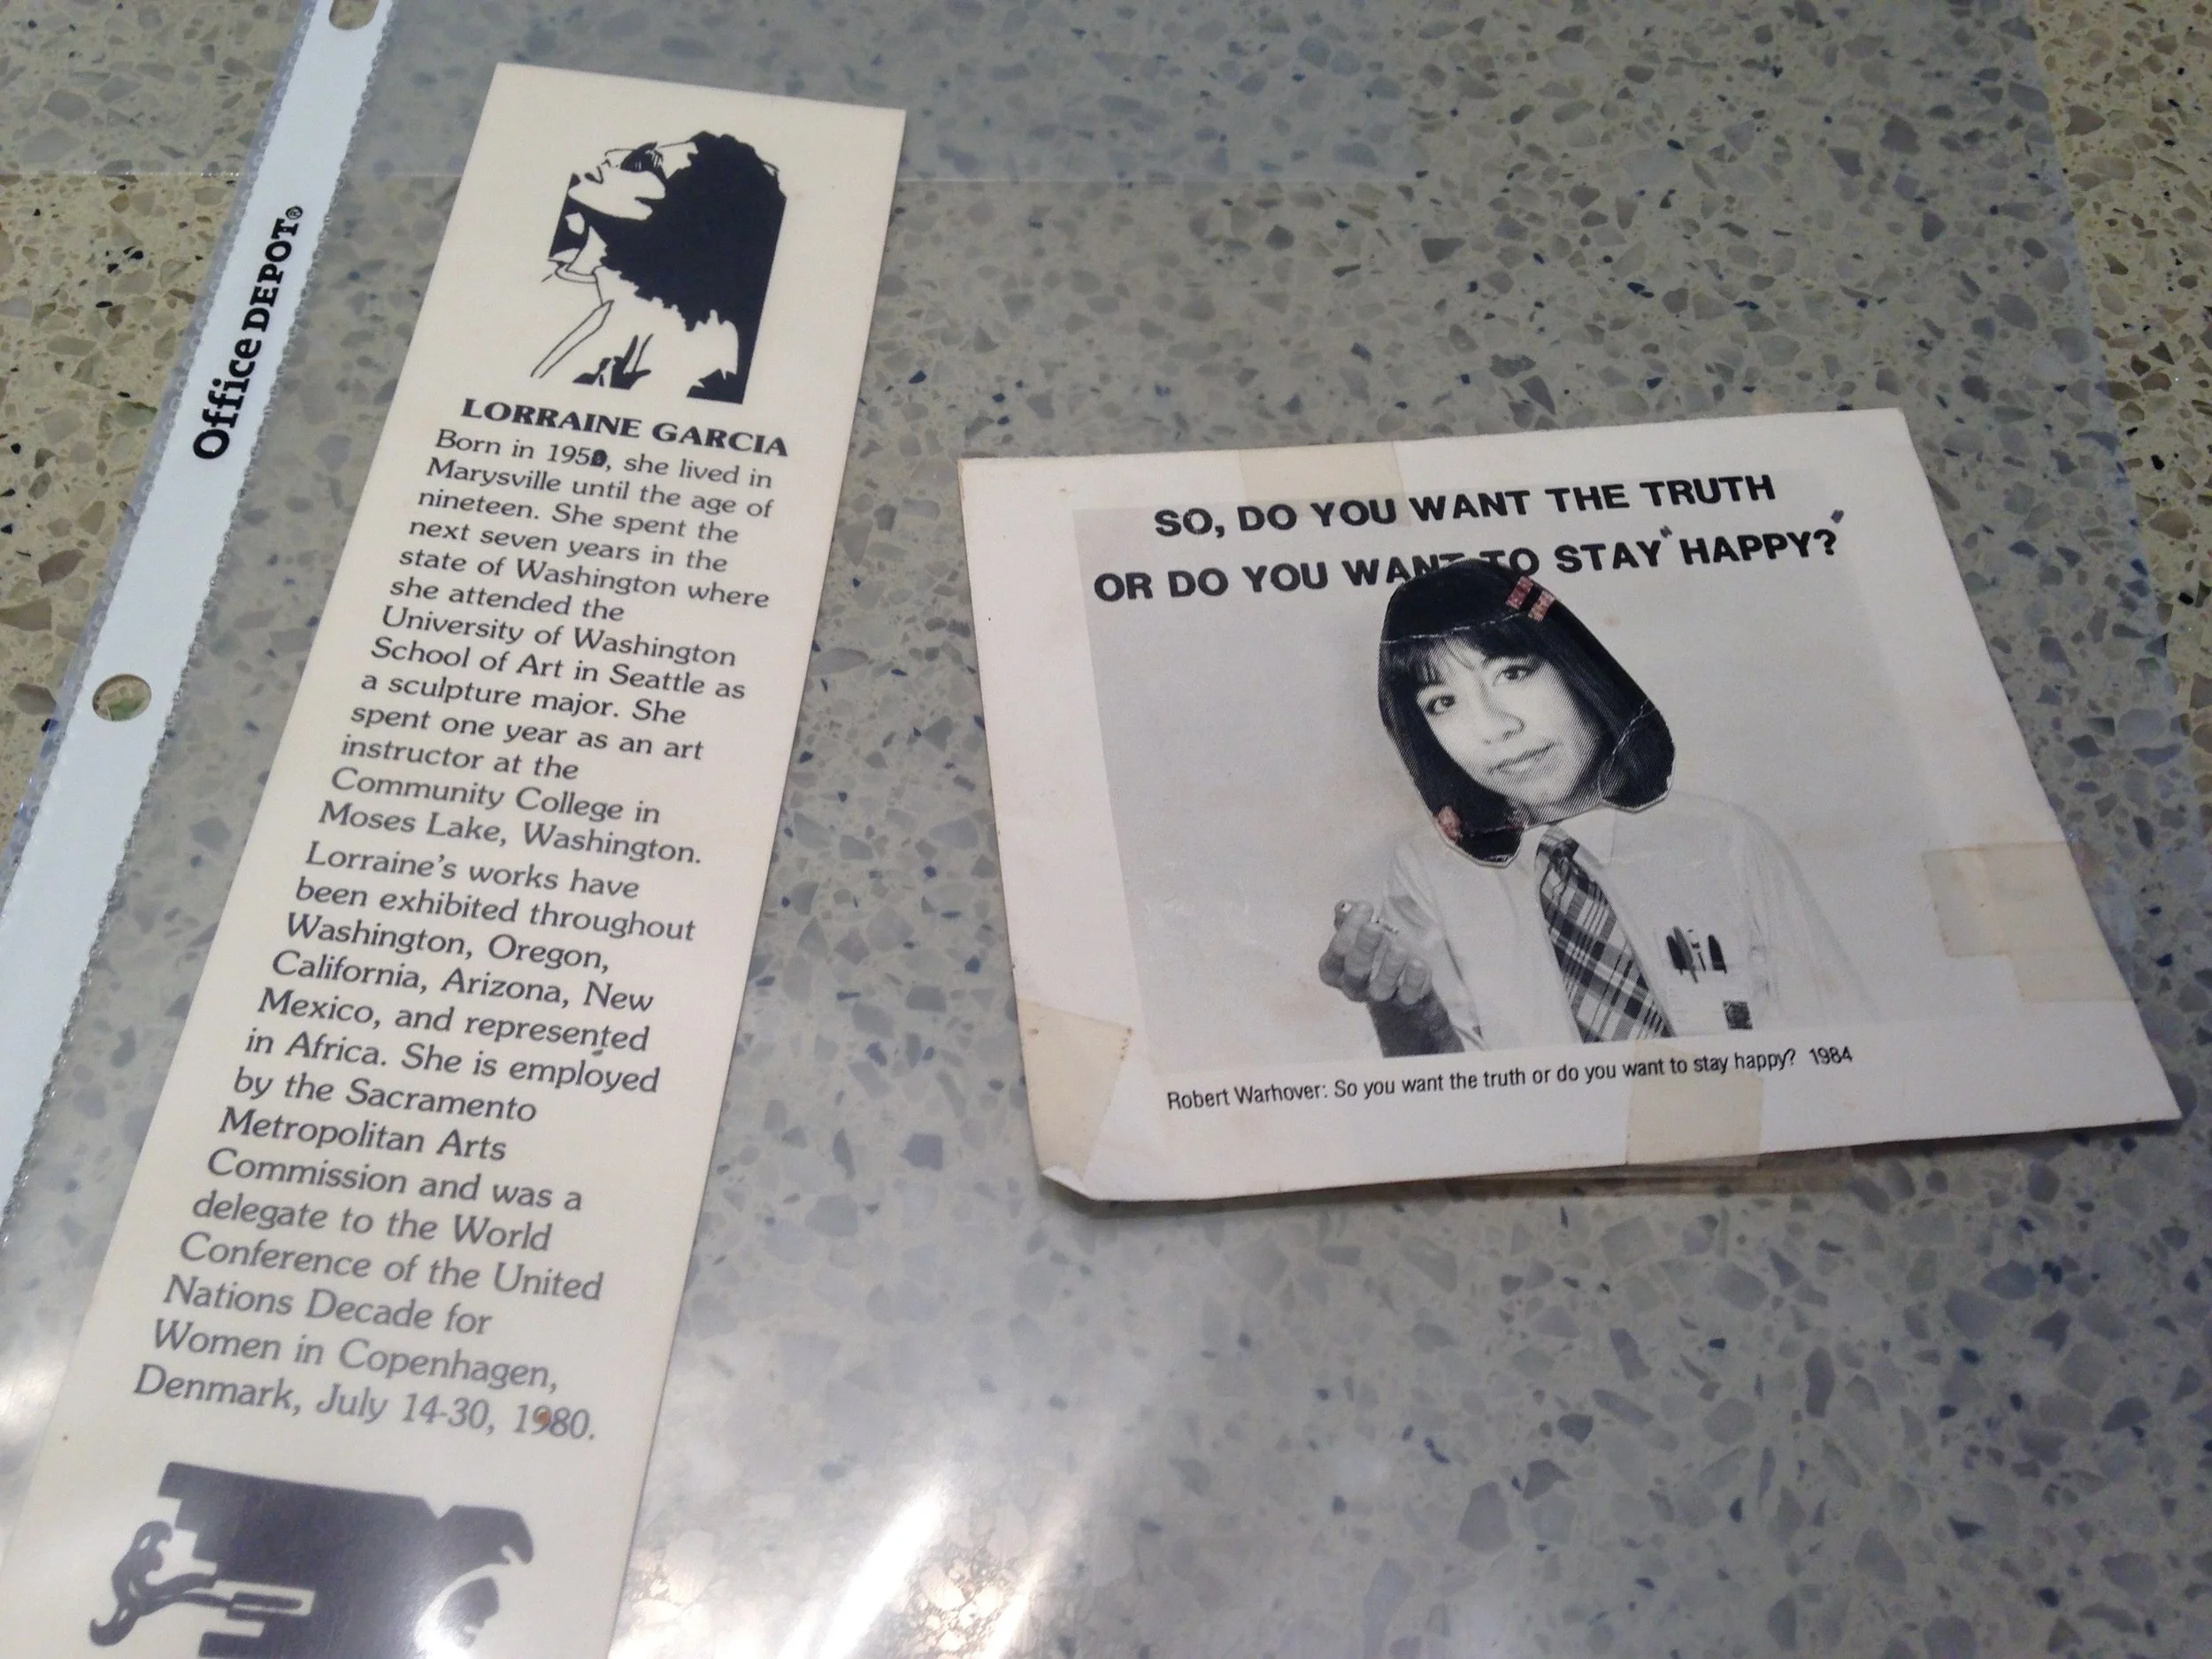 Office DEPOT®
LORRAINE GARCIA
Born in 1950, she lived in
Marysville until the age of
nineteen. She spent the
next seven years in the
state of Washington where
she attended the
University of Washington
School of Art in Seattle as
a sculpture major. She
spent one year as an art
instructor at the
Community College in
Moses Lake, Washington.
Lorraine's works have
been exhibited throughout
Washington, Oregon,
California, Arizona, New
Mexico, and represented
in Africa. She is employed
by the Sacramento
Metropolitan Arts
Commission and was a
delegate to the World
Conference of the United
Nations Decade for
Women in Copenhagen,
Denmark, July 14-30, 1980.
SO, DO YOU WANT THE TRUTH
OR DO YOU WANT TO STAY "HAPPY?"
Robert Warhover: So you want the truth or do you want to stay happy? 1984